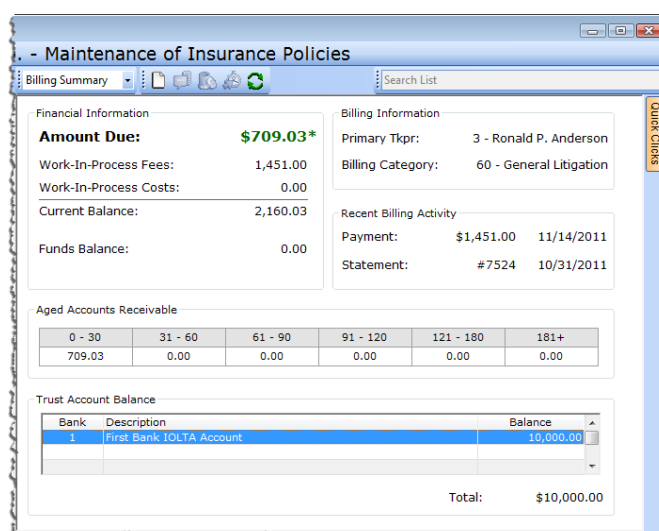 . - Maintenance of Insurance Policies
Billing Summary
Search List
Quick Clicks
Financial Information
Amount Due: $709.03*
Work-In-Process Fees: 1,451.00
Work-In-Process Costs: 0.00
Current Balance: 2,160.03
Funds Balance: 0.00
Billing Information
Primary Tkpr: 3 - Ronald P. Anderson
Billing Category: 60 - General Litigation
Recent Billing Activity
Payment: $1,451.00 11/14/2011
Statement: #7524 10/31/2011
Aged Accounts Receivable
0 - 30 31 - 60 61 - 90 91 - 120 121 - 180 181+
709.03 0.00 0.00 0.00 0.00 0.00
Trust Account Balance
Bank Description Balance
1 First Bank IOLTA Account 10,000.00
Total: $10,000.00